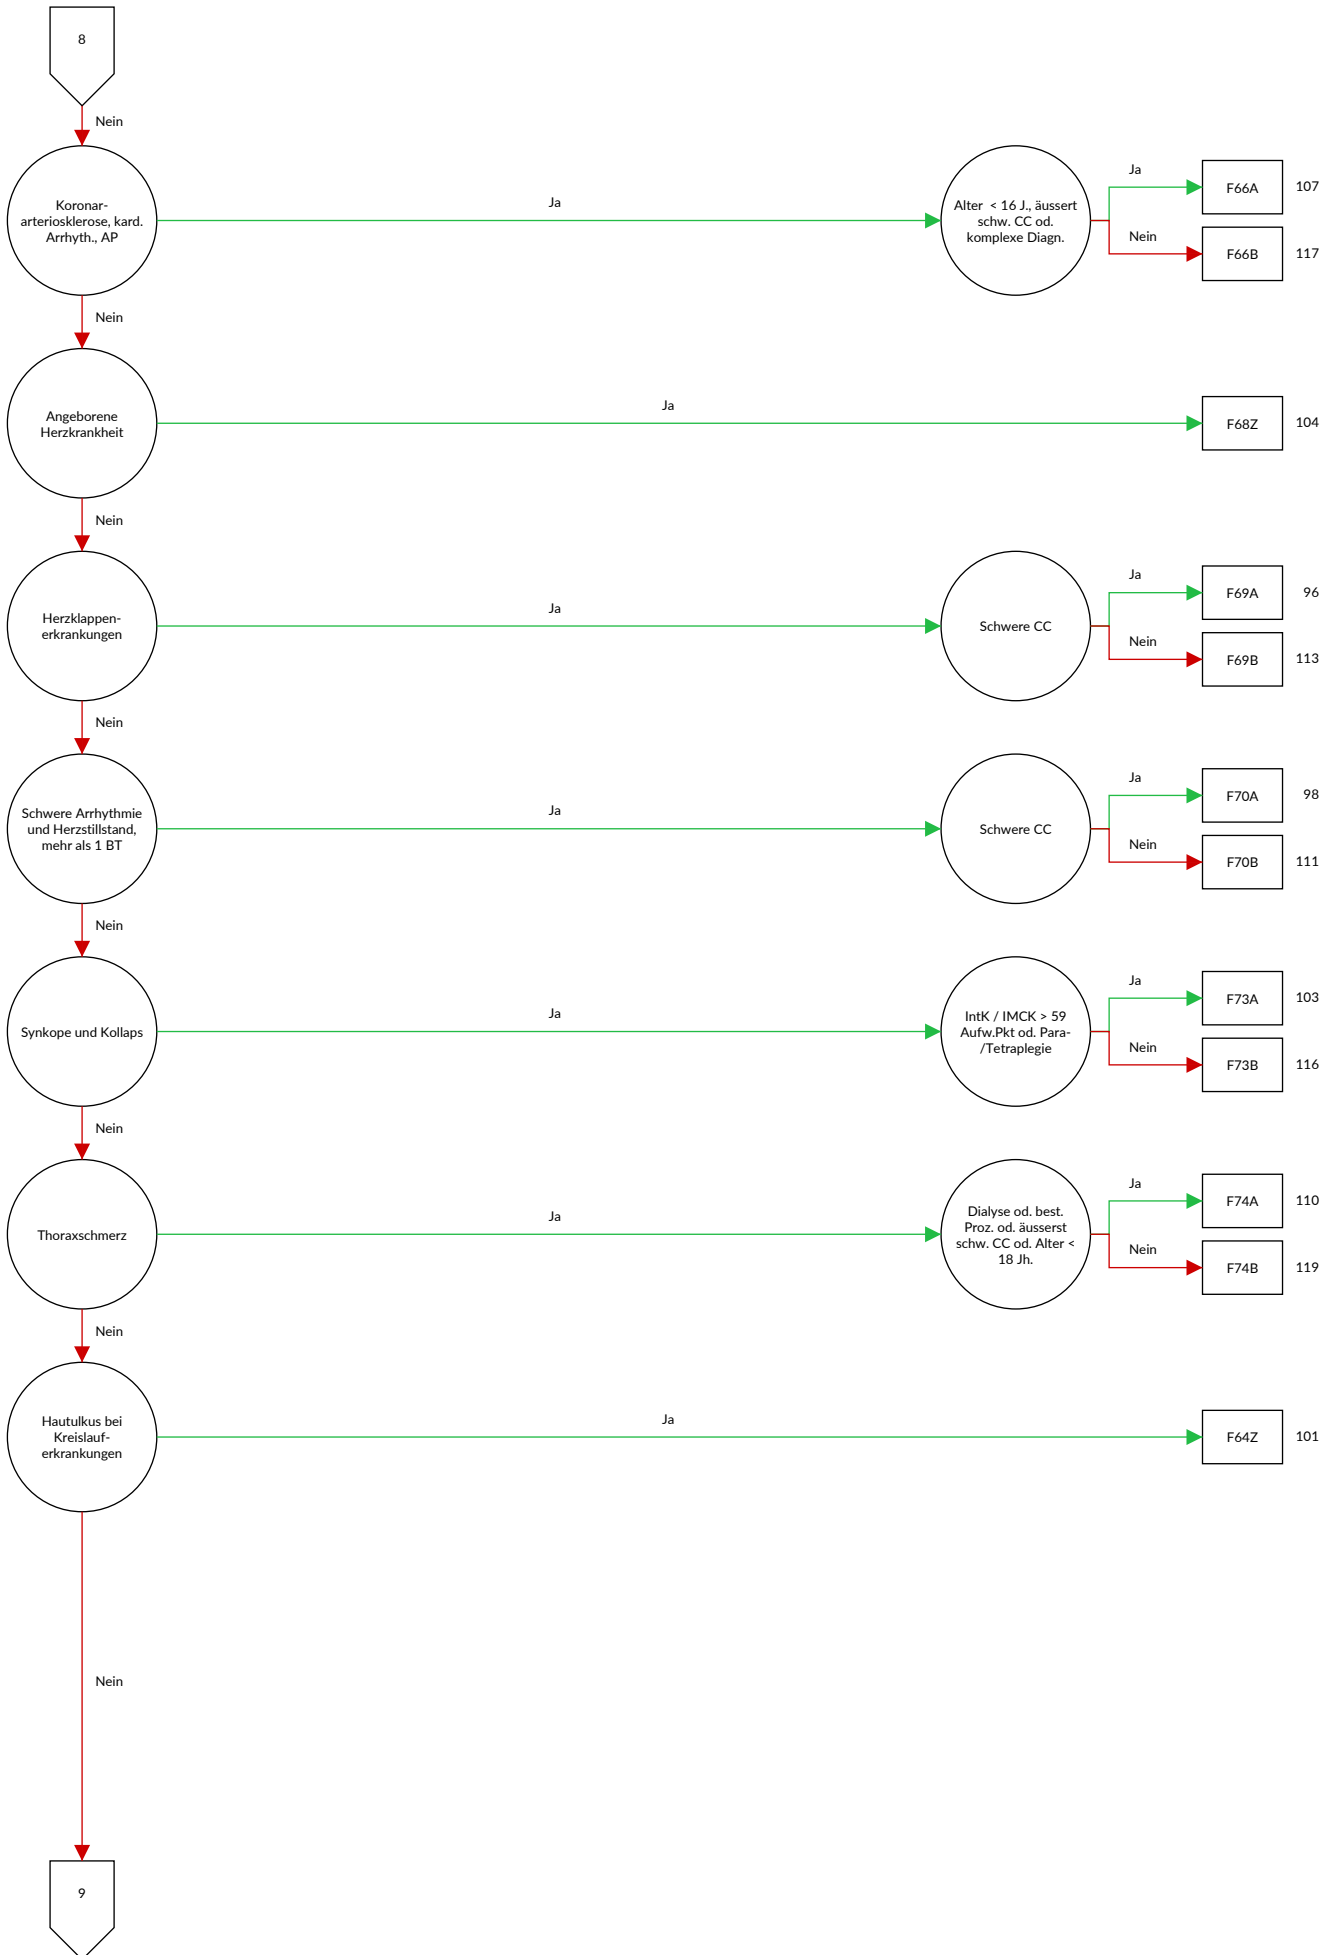 8
Nein
Koronar-
arteriosklerose, kard.
Arrhyth., AP
Ja
Alter < 16 J., äussert
schw. CC od.
komplexe Diagn.
Ja
F66A
107
Nein
F66B
117
Nein
Angeborene
Herzkrankheit
Ja
F68Z
104
Nein
Herzklappen-
erkrankungen
Ja
Schwere CC
Ja
F69A
96
Nein
F69B
113
Nein
Schwere Arrhythmie
und Herzstillstand,
mehr als 1 BT
Ja
Schwere CC
Ja
F70A
98
Nein
F70B
111
Nein
Synkope und Kollaps
Ja
IntK / IMCK > 59
Aufw.Pkt od. Para-
/Tetraplegie
Ja
F73A
103
Nein
F73B
116
Nein
Thoraxschmerz
Ja
Dialyse od. best.
Proz. od. äusserst
schw. CC od. Alter <
18 Jh.
Ja
F74A
110
Nein
F74B
119
Nein
Hautulkus bei
Kreislauf-
erkrankungen
Ja
F64Z
101
Nein
9